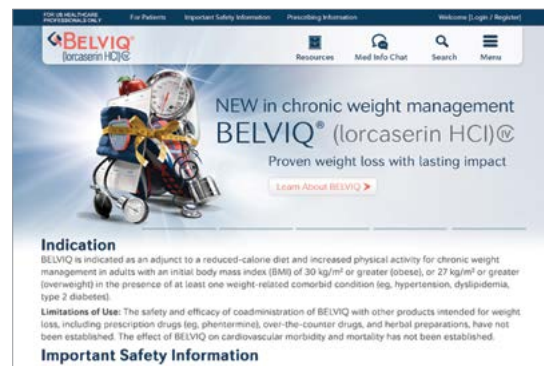 FOR US HEALTHCARE
PROFESSIONALS ONLY
For Patients
Important Safety Information
Prescribing Information
Welcome [Login / Register]
BELVIQ®
(lorcaserin HCl) CIV
Resources
Med Info Chat
Search
Menu
NEW in chronic weight management
BELVIQ® (lorcaserin HCl) CIV
Proven weight loss with lasting impact
Learn About BELVIQ >
Indication
BELVIQ is indicated as an adjunct to a reduced-calorie diet and increased physical activity for chronic weight
management in adults with an initial body mass index (BMI) of 30 kg/m² or greater (obese), or 27 kg/m² or greater
(overweight) in the presence of at least one weight-related comorbid condition (eg, hypertension, dyslipidemia,
type 2 diabetes).
Limitations of Use: The safety and efficacy of coadministration of BELVIQ with other products intended for weight
loss, including prescription drugs (eg, phentermine), over-the-counter drugs, and herbal preparations, have not
been established. The effect of BELVIQ on cardiovascular morbidity and mortality has not been established.
Important Safety Information